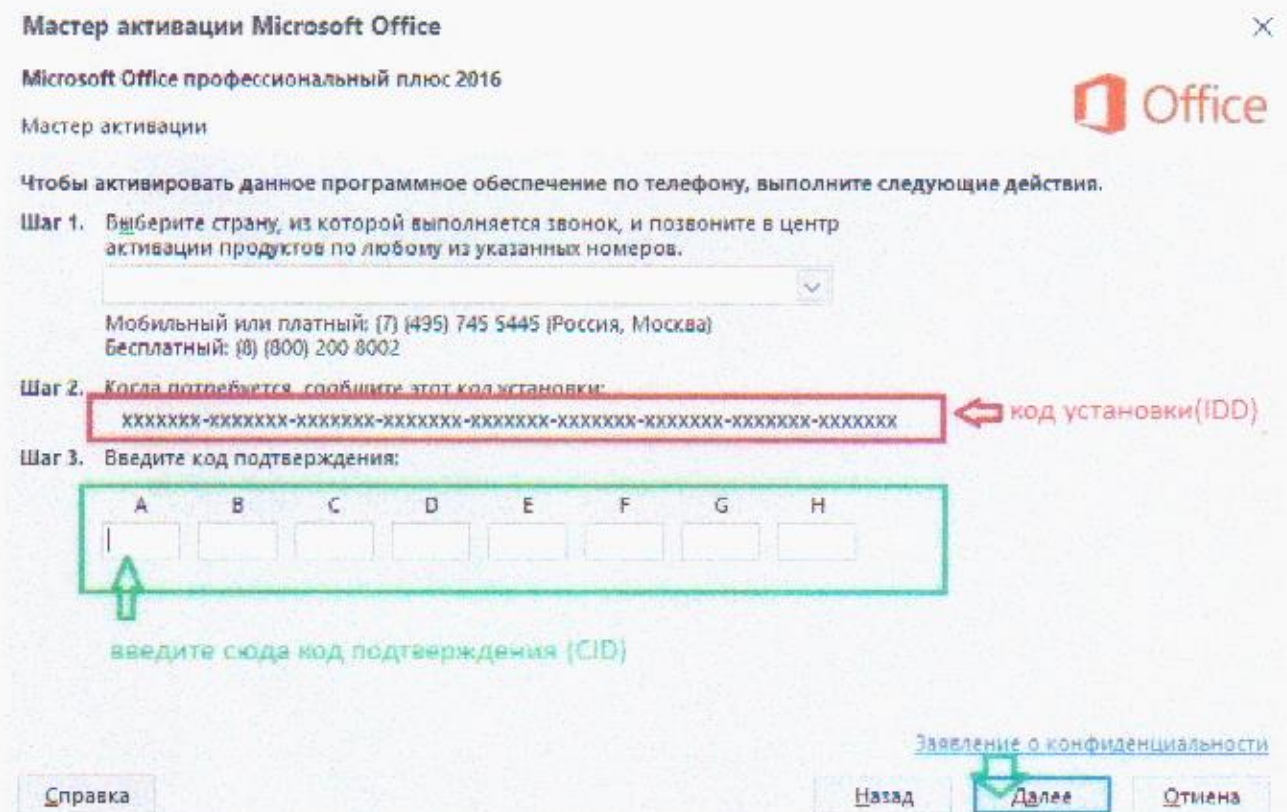 Мастер активации Microsoft Office
Microsoft Office профессиональный плюс 2016
Office
Мастер активации
Чтобы активировать данное программное обеспечение по телефону, выполните следующие действия.
Шаг 1. Выберите страну, из которой выполняется звонок, и позвоните в центр
активации продуктов по любому из указанных номеров.
Мобильный или платный: (7) (495) 745 5445 (Россия, Москва)
Бесплатный: (8) (800) 200 8002
Шаг 2. Когда потребуется, сообщите этот код установки:
xxxxxxx-xxxxxxx-xxxxxxx-xxxxxxx-xxxxxxx-xxxxxxx-xxxxxxx-xxxxxxx-xxxxxxx
код установки(IDD)
Шаг 3. Введите код подтверждения:
A B C D E F G H
введите сюда код подтверждения (CID)
Заявление о конфиденциальности
Справка Назад Далее Отмена